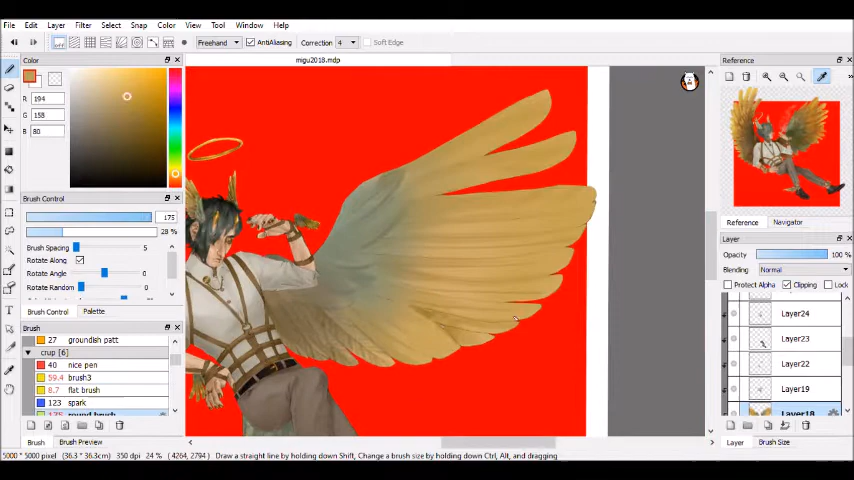 File Edit Layer Filter Select Snap Color View Tool Window Help
off Freehand AntiAliasing Correction 4 Soft Edge
Color
migu2018.mdp
Reference
R 194
G 158
B 80
Brush Control
175
28 %
Brush Spacing 5
Rotate Along
Rotate Angle 0
Rotate Random 0
Brush Control Palette
Brush
27 groundish patt
crup [6]
40 nice pen
59.4 brush3
8.7 flat brush
123 spark
175 round brush
Brush Brush Preview
Reference Navigator
Layer
Opacity 100 %
Blending Normal
Protect Alpha Clipping Lock
Layer24
Layer23
Layer22
Layer19
Layer18
Layer Brush Size
5000 * 5000 pixel (36.3 * 36.3cm) 350 dpi 24 % ( 4264, 2794 ) Draw a straight line by holding down Shift, Change a brush size by holding down Ctrl, Alt, and dragging